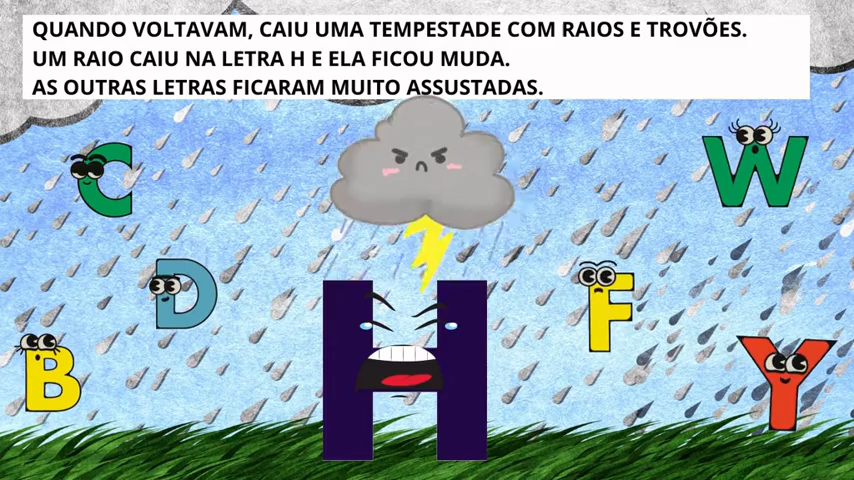 QUANDO VOLTAVAM, CAIU UMA TEMPESTADE COM RAIOS E TROVÕES.
UM RAIO CAIU NA LETRA H E ELA FICOU MUDA.
AS OUTRAS LETRAS FICARAM MUITO ASSUSTADAS.
C
W
D
F
H
B
Y